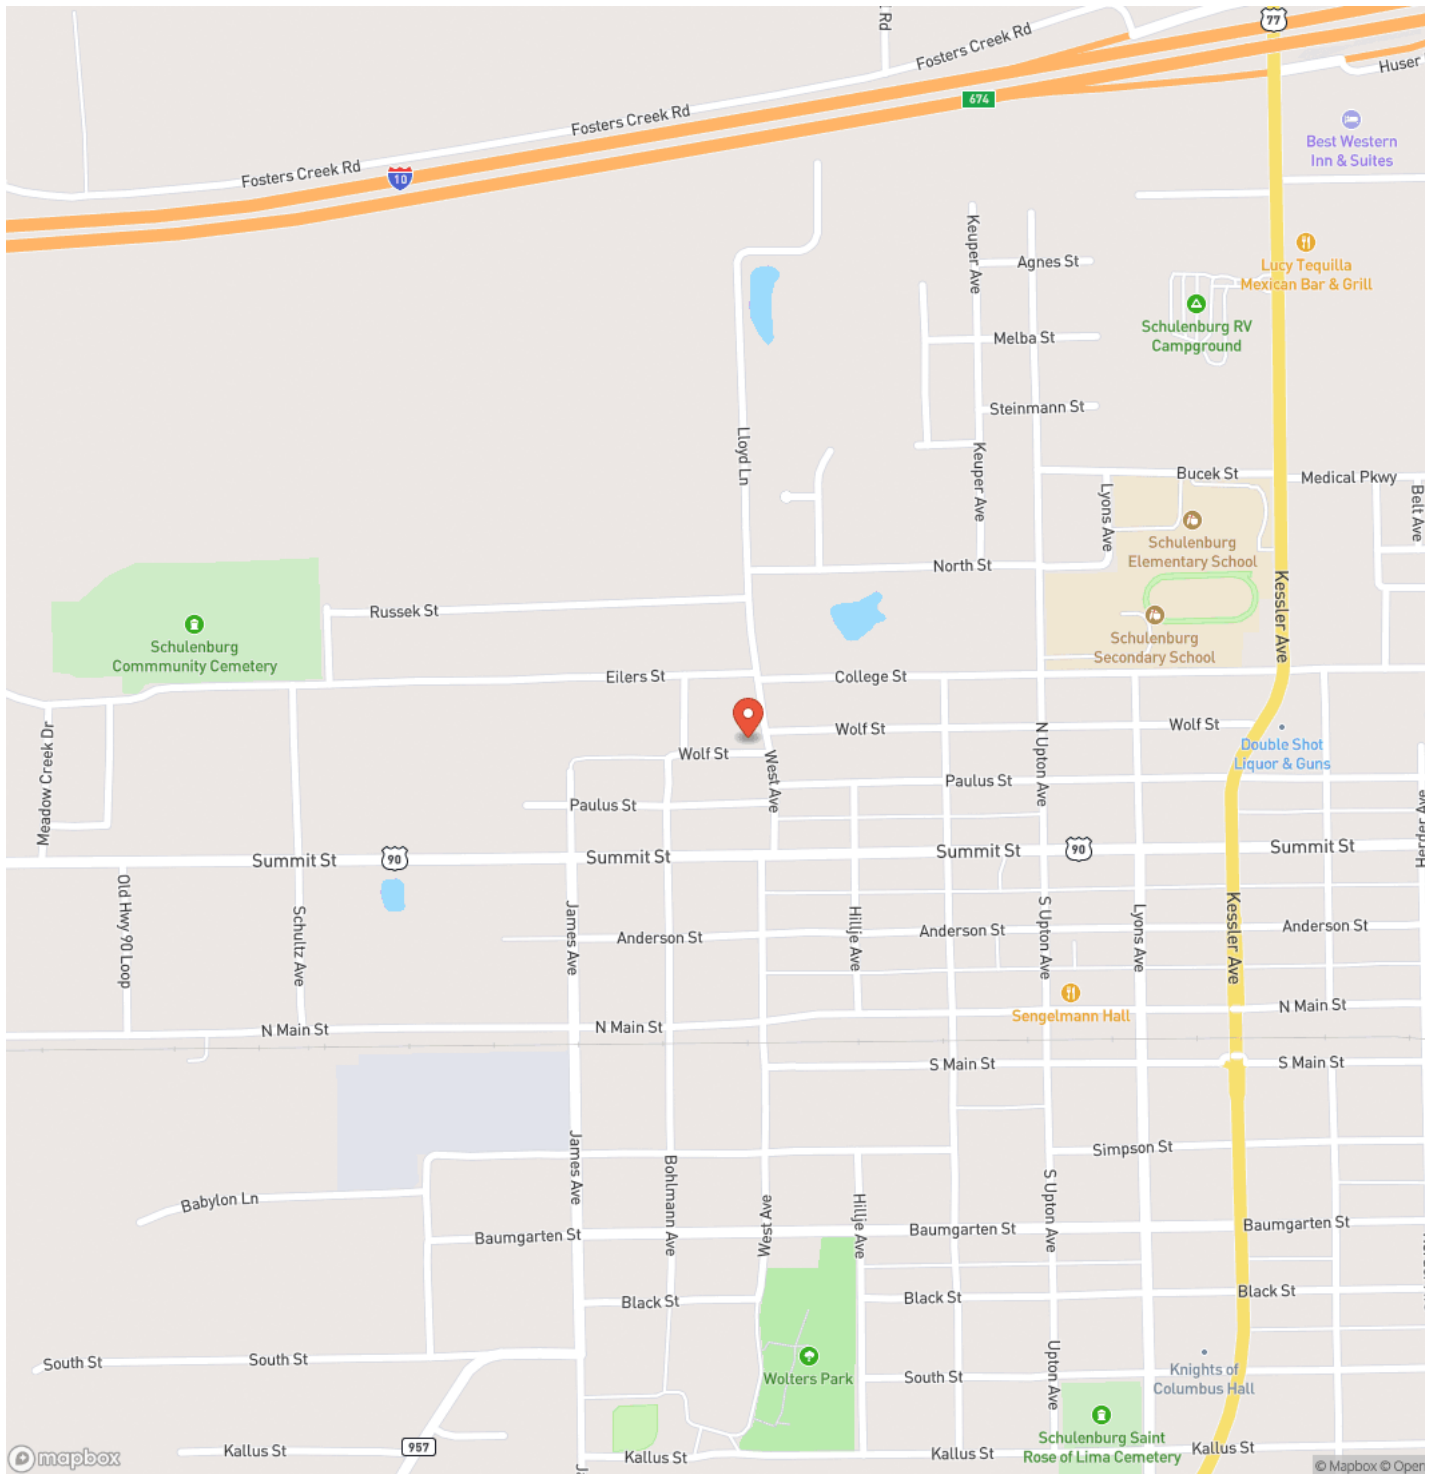 Rd
77
Fosters Creek Rd
Huser
674
Fosters Creek Rd
Fosters Creek Rd
10
Best Western
Inn & Suites
Keuper Ave
Agnes St
Lucy Tequilla
Mexican Bar & Grill
Schulenburg RV
Campground
Melba St
Steinmann St
Lloyd Ln
Keuper Ave
Bucek St
Medical Pkwy
Lyons Ave
Belt Ave
Schulenburg
Elementary School
North St
Kessler Ave
Russek St
Schulenburg
Commmunity Cemetery
Schulenburg
Secondary School
Eilers St
College St
Meadow Creek Dr
Wolf St
Wolf St
N Upton Ave
Wolf St
Double Shot
Liquor & Guns
West Ave
Paulus St
Paulus St
Herder Ave
Summit St
90
Summit St
Summit St
90
Summit St
Old Hwy 90 Loop
Schultz Ave
James Ave
Anderson St
Hillje Ave
Anderson St
S Upton Ave
Lyons Ave
Kessler Ave
Anderson St
Sengelmann Hall
N Main St
N Main St
N Main St
S Main St
S Main St
James Ave
Bohlmann Ave
Simpson St
S Upton Ave
Babylon Ln
West Ave
Hillje Ave
Baumgarten St
Baumgarten St
Baumgarten St
Black St
Black St
Black St
South St
South St
Wolters Park
South St
Upton Ave
Knights of
Columbus Hall
Schulenburg Saint
Rose of Lima Cemetery
Kallus St
957
Kallus St
Kallus St
Kallus St
mapbox
© Mapbox © Open